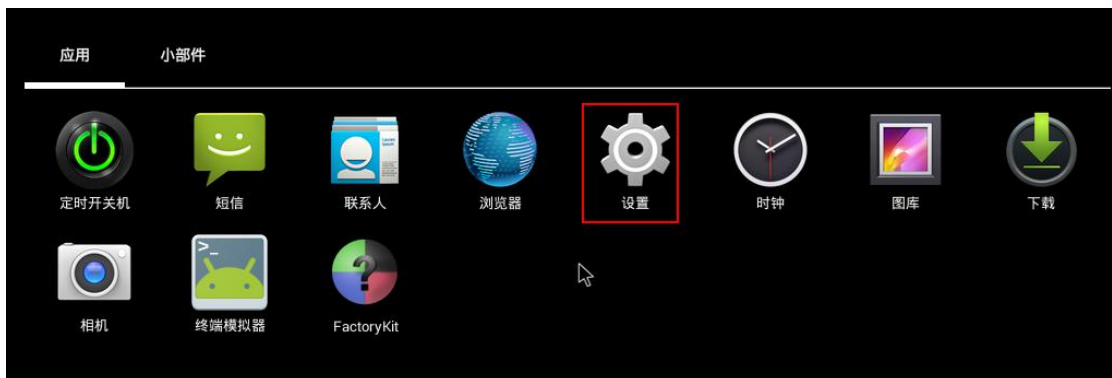 应用 小部件
定时开关机 短信 联系人 浏览器 设置 时钟 图库 下载
>_
相机 终端模拟器 FactoryKit